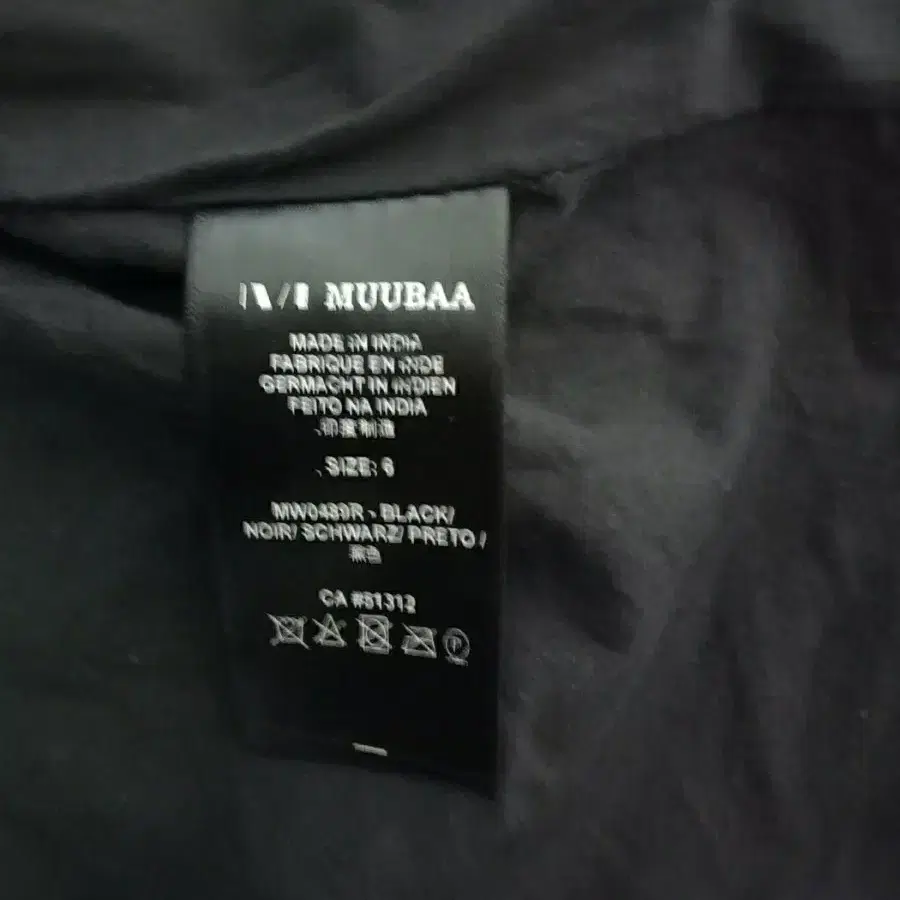 MUUBAA
MADE IN INDIA
FABRIQUE EN INDE
GERMACHT IN INDIEN
FEITO NA INDIA
印度制造
SIZE: 6
MW0489R - BLACK/
NOIR/ SCHWARZ/ PRETO /
黑色
CA #51312
P